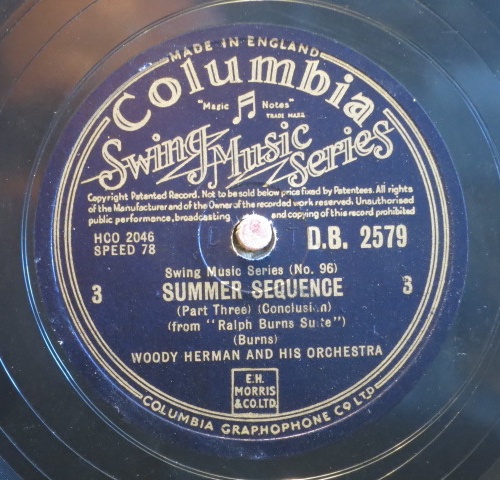 MADE IN ENGLAND
Columbia
"Magic Notes"
TRADE MARK
Swing Music Series
Copyright Patented Record. Not to be sold below price fixed by Patentees. All rights
of the Manufacturer and of the Owner of the recorded work reserved. Unauthorised
public performance, broadcasting and copying of this record prohibited
HCO 2046 D.B. 2579
SPEED 78
Swing Music Series (No. 96)
3 SUMMER SEQUENCE 3
(Part Three) (Conclusion)
(from "Ralph Burns Suite")
(Burns)
WOODY HERMAN AND HIS ORCHESTRA
E.H.
MORRIS
& CO. LTD.
COLUMBIA GRAPHOPHONE CO LTD